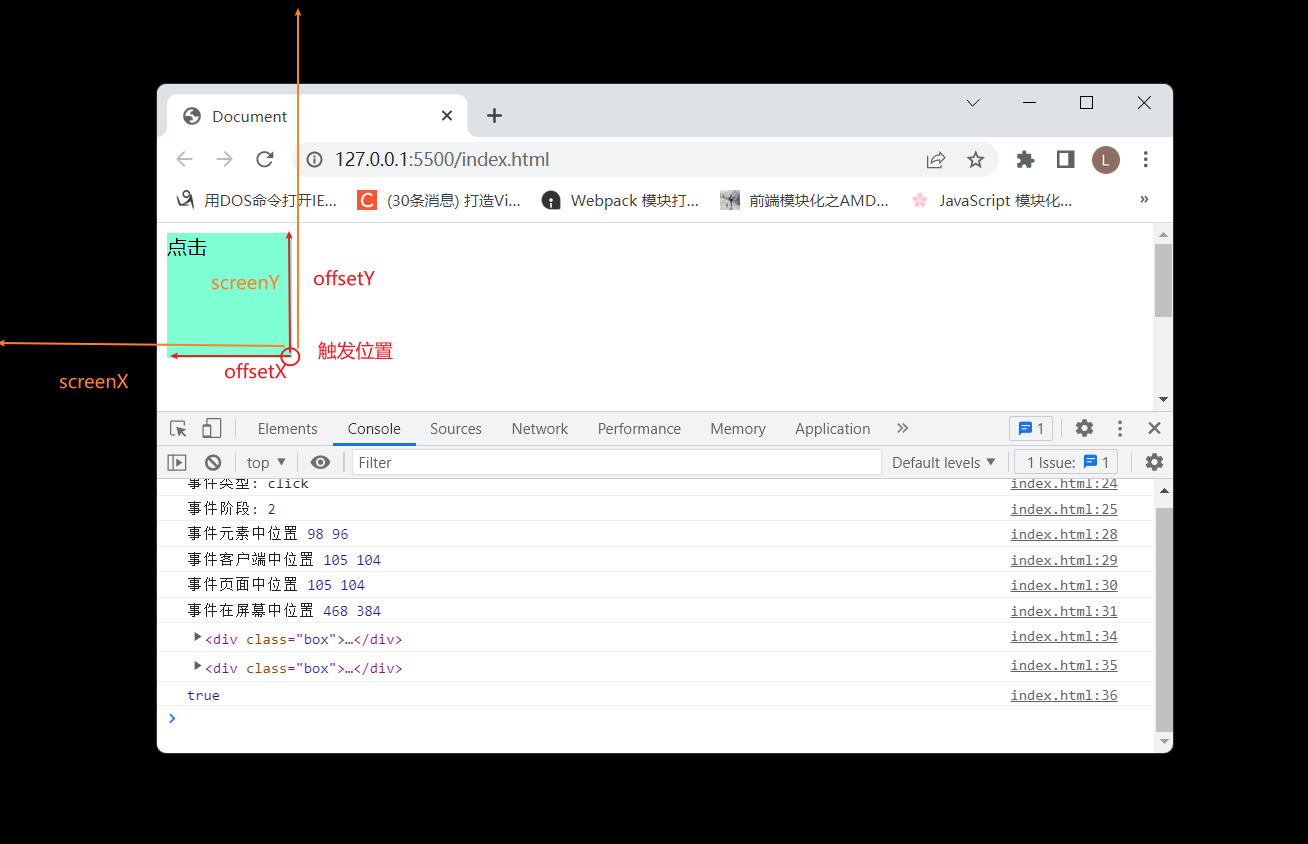 Document
127.0.0.1:5500/index.html
L
用DOS命令打开IE...
(30条消息) 打造Vi...
Webpack 模块打...
前端模块化之AMD...
JavaScript 模块化...
»
点击
screenY
offsetY
触发位置
offsetX
screenX
Elements Console Sources Network Performance Memory Application » 1
top Filter Default levels 1 Issue: 1
事件类型: click index.html:24
事件阶段: 2 index.html:25
事件元素中位置 98 96 index.html:28
事件客户端中位置 105 104 index.html:29
事件页面中位置 105 104 index.html:30
事件在屏幕中位置 468 384 index.html:31
<div class="box">…</div> index.html:34
<div class="box">…</div> index.html:35
true index.html:36